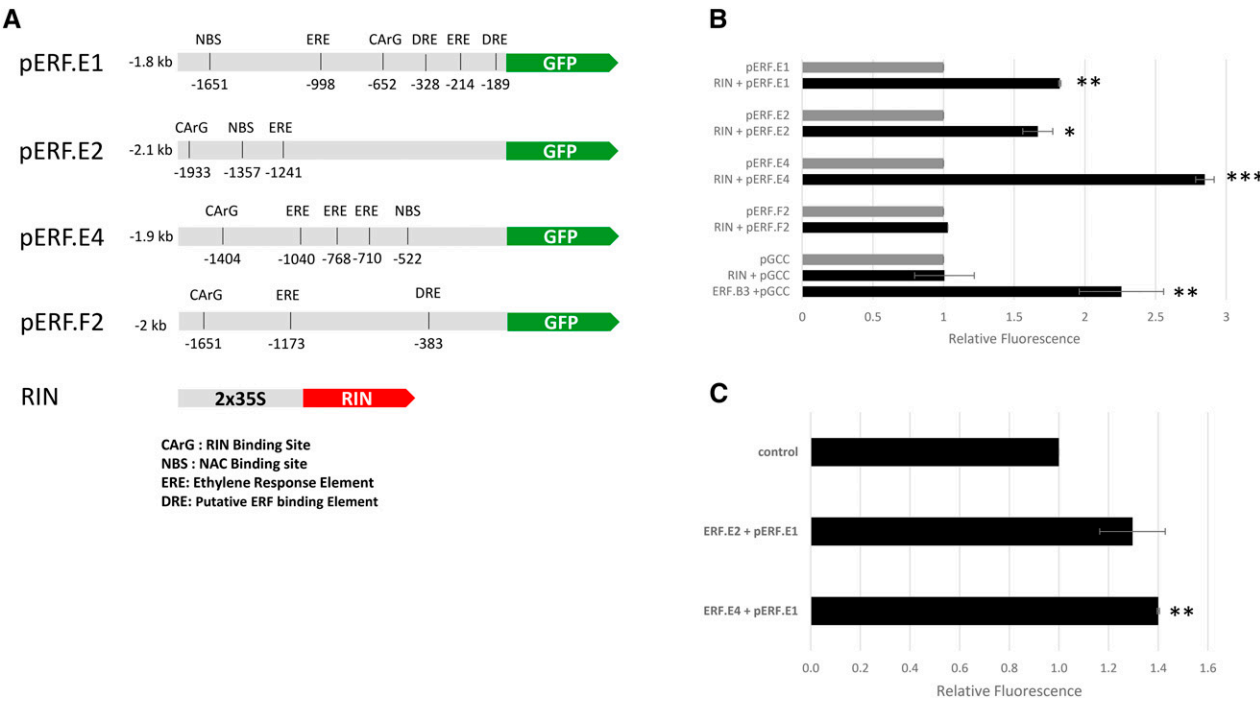 A
NBS ERE CArG DRE ERE DRE
pERF.E1 -1.8 kb GFP
-1651 -998 -652 -328 -214 -189
CArG NBS ERE
pERF.E2 -2.1 kb GFP
-1933 -1357 -1241
CArG ERE ERE ERE NBS
pERF.E4 -1.9 kb GFP
-1404 -1040 -768 -710 -522
CArG ERE DRE
pERF.F2 -2 kb GFP
-1651 -1173 -383
RIN 2x35S RIN
CArG : RIN Binding Site
NBS : NAC Binding site
ERE: Ethylene Response Element
DRE: Putative ERF binding Element
B
pERF.E1
RIN + pERF.E1 **
pERF.E2
RIN + pERF.E2 *
pERF.E4
RIN + pERF.E4 ***
pERF.F2
RIN + pERF.F2
pGCC
RIN + pGCC
ERF.B3 +pGCC **
0 0.5 1 1.5 2 2.5 3
Relative Fluorescence
C
control
ERF.E2 + pERF.E1
ERF.E4 + pERF.E1 **
0.0 0.2 0.4 0.6 0.8 1.0 1.2 1.4 1.6
Relative Fluorescence